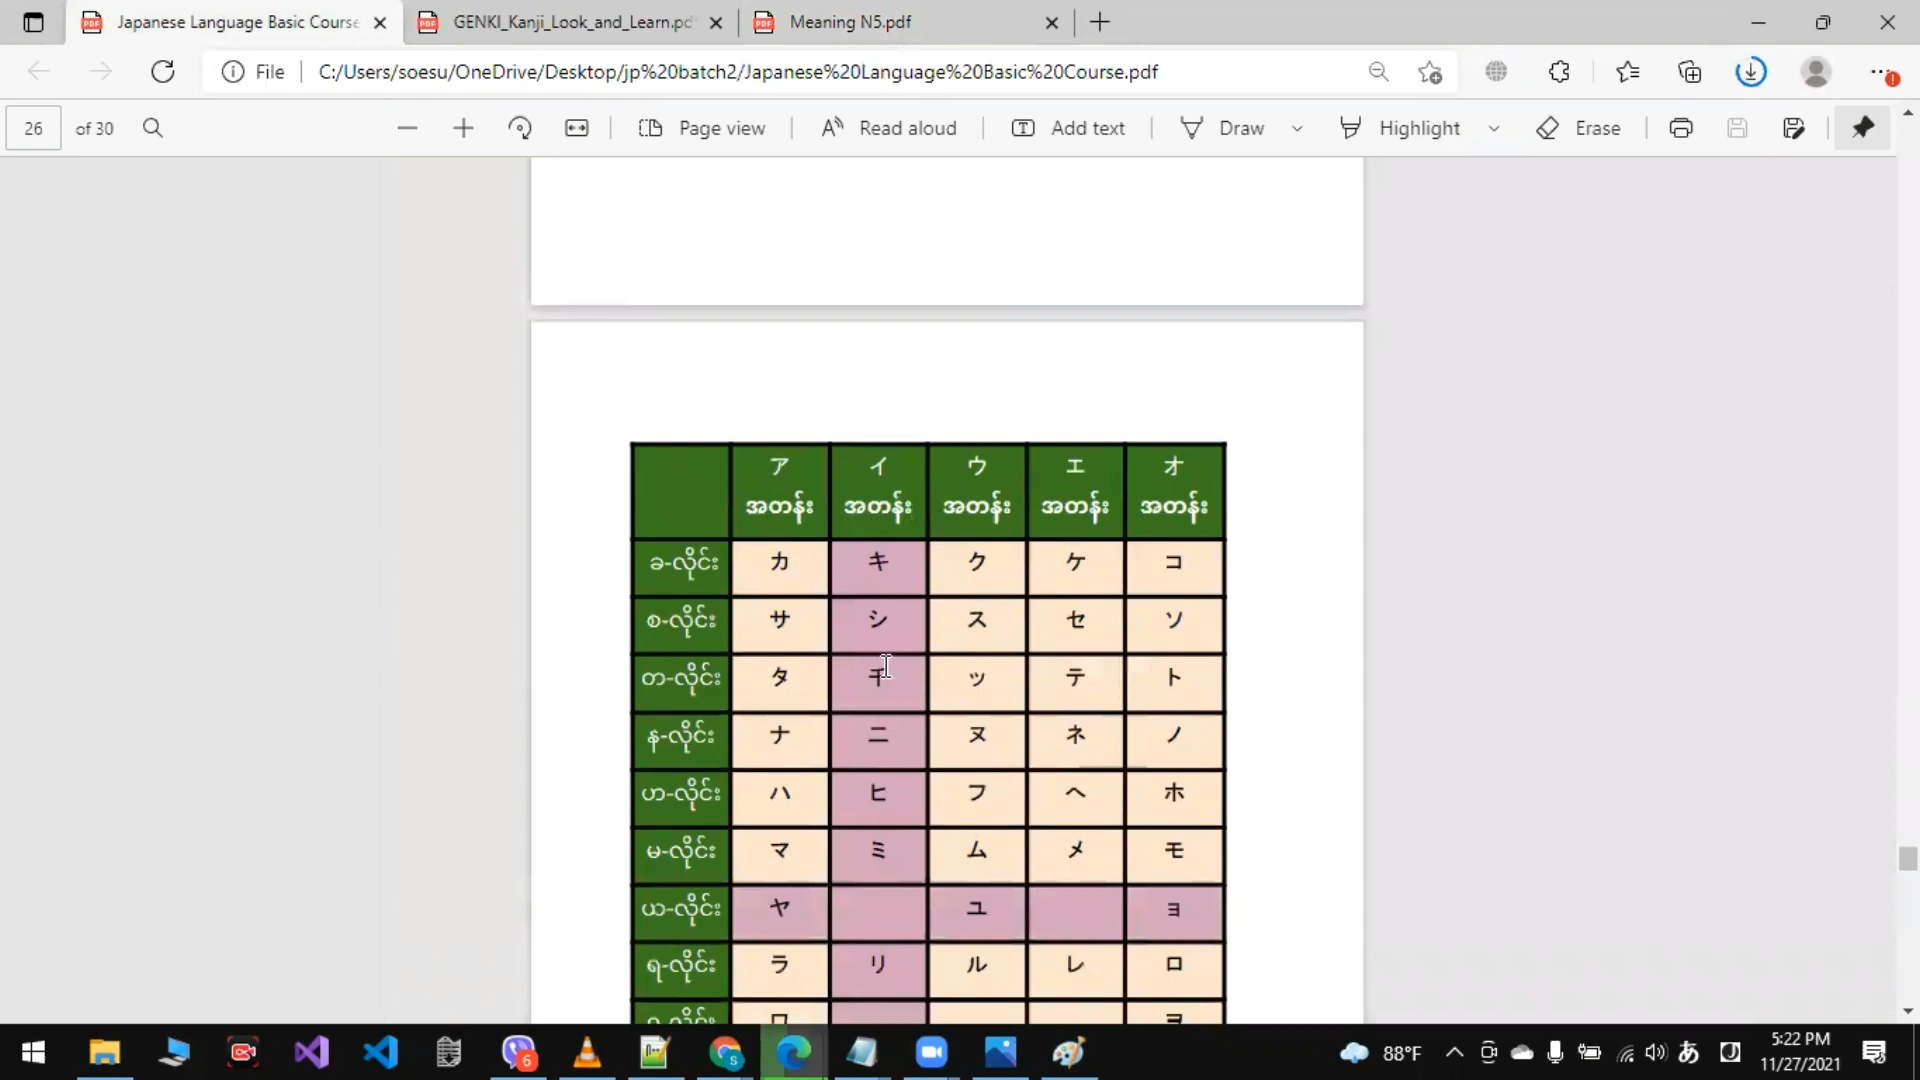 Japanese Language Basic Course
GENKI_Kanji_Look_and_Learn.pdf
Meaning N5.pdf
File
C:/Users/soesu/OneDrive/Desktop/jp%20batch2/Japanese%20Language%20Basic%20Course.pdf
26 of 30
Page view
Read aloud
Add text
Draw
Highlight
Erase
ア イ ウ エ オ
အတန်း အတန်း အတန်း အတန်း အတန်း
ခ-လိုင်း カ キ ク ケ コ
စ-လိုင်း サ シ ス セ ソ
တ-လိုင်း タ チ ッ テ ト
န-လိုင်း ナ ニ ヌ ネ ノ
ဟ-လိုင်း ハ ヒ フ ヘ ホ
မ-လိုင်း マ ミ ム メ モ
ယ-လိုင်း ヤ ユ ヨ
ရ-လိုင်း ラ リ ル レ ロ
6
88°F
あ
5:22 PM
11/27/2021